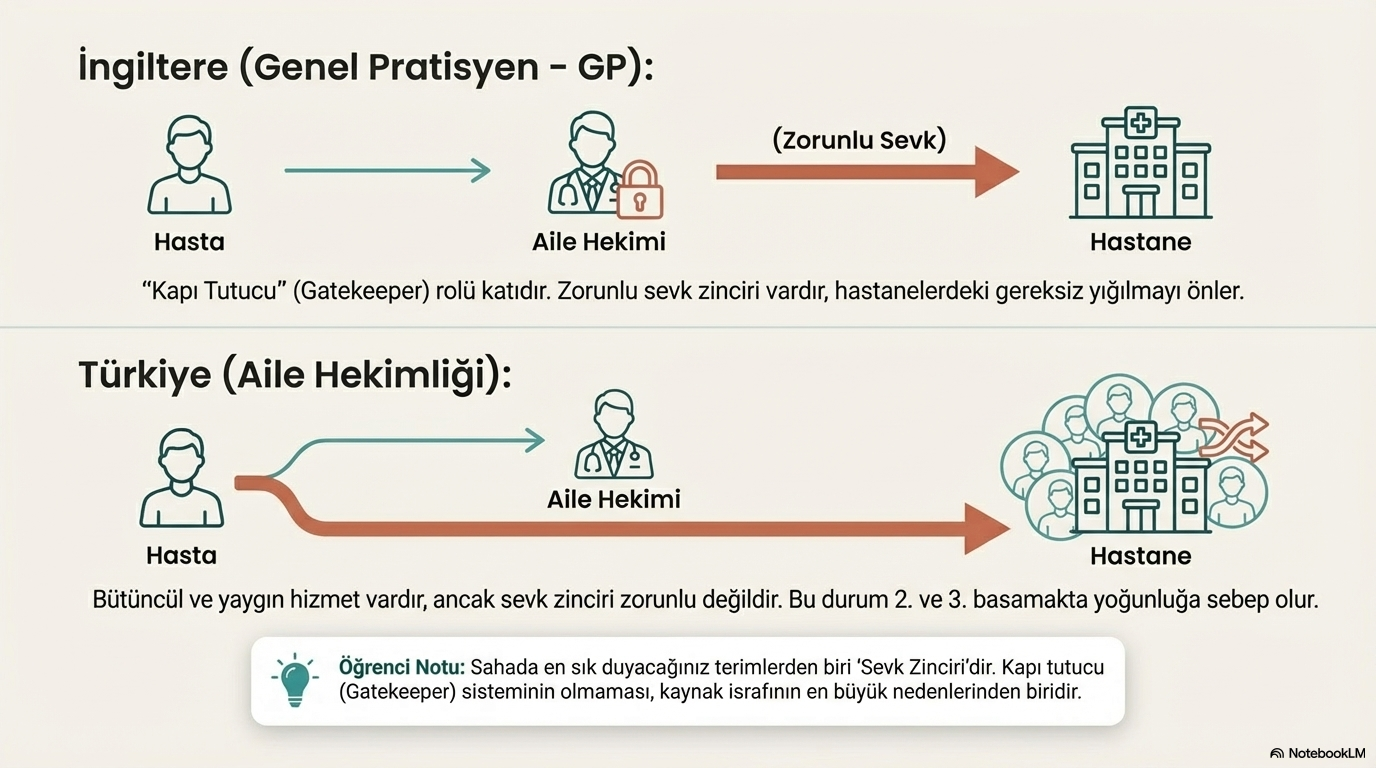 İngiltere (Genel Pratisyen - GP):
(Zorunlu Sevk)
Hasta
Aile Hekimi
Hastane
“Kapı Tutucu” (Gatekeeper) rolü katıdır. Zorunlu sevk zinciri vardır, hastanelerdeki gereksiz yığılmayı önler.
Türkiye (Aile Hekimliği):
Aile Hekimi
Hasta
Hastane
Bütüncül ve yaygın hizmet vardır, ancak sevk zinciri zorunlu değildir. Bu durum 2. ve 3. basamakta yoğunluğa sebep olur.
Öğrenci Notu: Sahada en sık duyacağınız terimlerden biri ‘Sevk Zinciri’dir. Kapı tutucu
(Gatekeeper) sisteminin olmaması, kaynak israfının en büyük nedenlerinden biridir.
NotebookLM